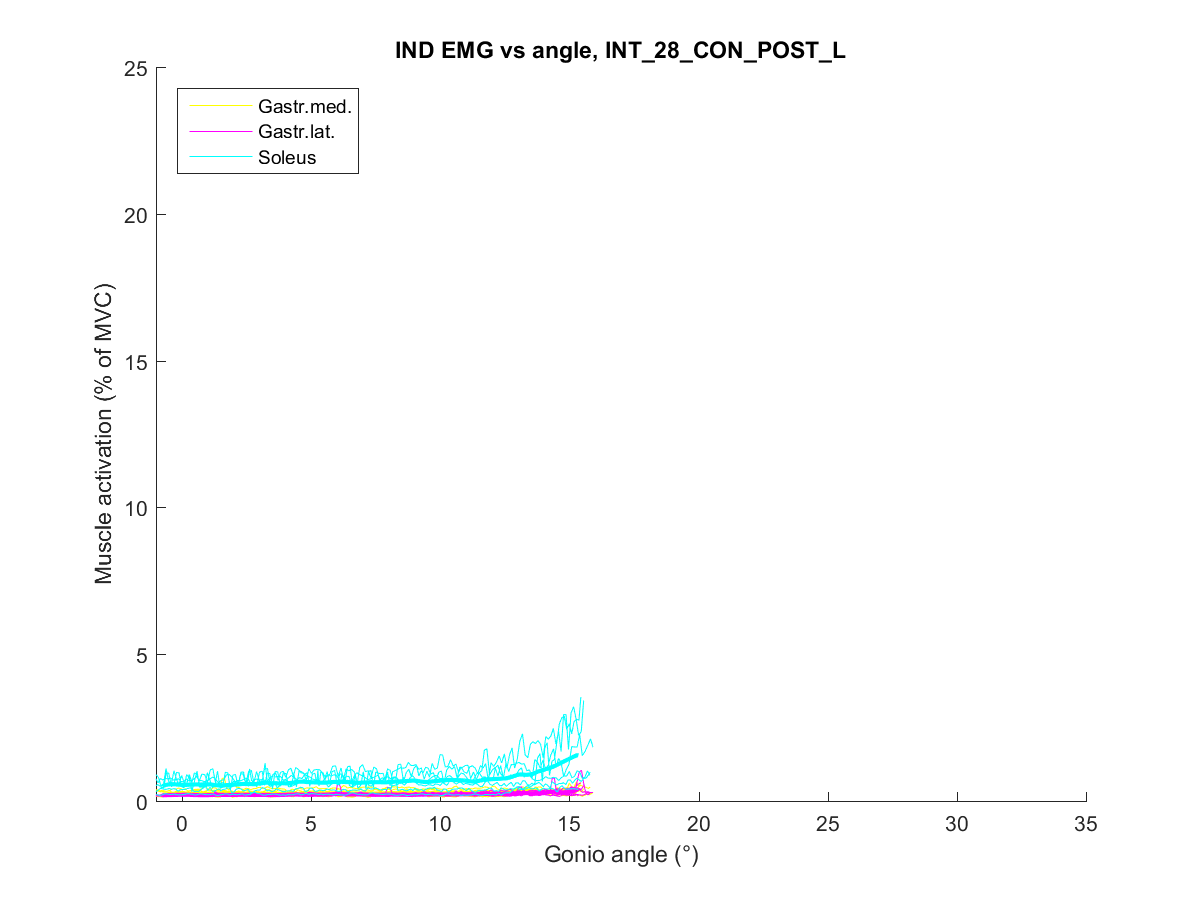 IND EMG vs angle, INT_28_CON_POST_L
25
20
15
10
5
0
Muscle activation (% of MVC)
Gastr.med.
Gastr.lat.
Soleus
0 5 10 15 20 25 30 35
Gonio angle (°)